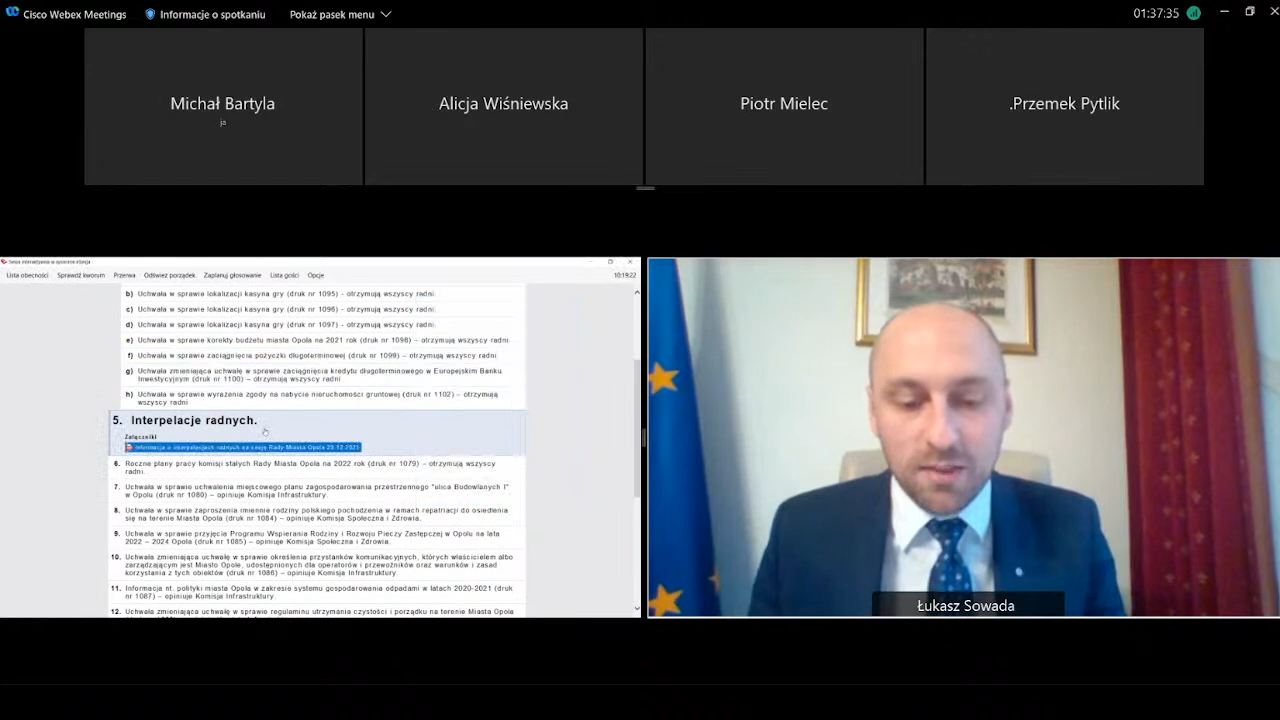 Cisco Webex Meetings
Informacje o spotkaniu
Pokaż pasek menu
01:37:35
Michał Bartyla
ja
Alicja Wiśniewska
Piotr Mielec
.Przemek Pytlik
Lista obecności Sprawdź kworum Przerwa Odśwież porządek Zaplanuj głosowanie Lista gości Opcje 10:19:22
b) Uchwała w sprawie lokalizacji kasyna gry (druk nr 1095) - otrzymują wszyscy radni.
c) Uchwała w sprawie lokalizacji kasyna gry (druk nr 1096) - otrzymują wszyscy radni.
d) Uchwała w sprawie lokalizacji kasyna gry (druk nr 1097) - otrzymują wszyscy radni.
e) Uchwała w sprawie korekty budżetu miasta Opola na 2021 rok (druk nr 1098) – otrzymują wszyscy radni.
f) Uchwała w sprawie zaciągnięcia pożyczki długoterminowej (druk nr 1099) – otrzymują wszyscy radni.
g) Uchwała zmieniająca uchwałę w sprawie zaciągnięcia kredytu długoterminowego w Europejskim Banku
Inwestycyjnym (druk nr 1100) – otrzymują wszyscy radni
h) Uchwała w sprawie wyrażenia zgody na nabycie nieruchomości gruntowej (druk nr 1102) – otrzymują
wszyscy radni
5. Interpelacje radnych.
Załączniki
Informacja o interpelacjach radnych na sesję Rady Miasta Opola 23.12.2021
6. Roczne plany pracy komisji stałych Rady Miasta Opola na 2022 rok (druk nr 1079) – otrzymują wszyscy
radni.
7. Uchwała w sprawie uchwalenia miejscowego planu zagospodarowania przestrzennego "ulica Budowlanych I"
w Opolu (druk nr 1080) – opiniuje Komisja Infrastruktury.
8. Uchwała w sprawie zaproszenia imiennie rodziny polskiego pochodzenia w ramach repatriacji do osiedlenia
się na terenie Miasta Opola (druk nr 1084) – opiniuje Komisja Społeczna i Zdrowia.
9. Uchwała w sprawie przyjęcia Programu Wspierania Rodziny i Rozwoju Pieczy Zastępczej w Opolu na lata
2022 – 2024 Opola (druk nr 1085) – opiniuje Komisja Społeczna i Zdrowia.
10. Uchwała zmieniająca uchwałę w sprawie określenia przystanków komunikacyjnych, których właścicielem albo
zarządzającym jest Miasto Opole, udostępnionych dla operatorów i przewoźników oraz warunków i zasad
korzystania z tych obiektów (druk nr 1086) – opiniuje Komisja Infrastruktury.
11. Informacja nt. polityki miasta Opola w zakresie systemu gospodarowania odpadami w latach 2020-2021 (druk
nr 1087) – opiniuje Komisja Infrastruktury.
12. Uchwała zmieniająca uchwałę w sprawie regulaminu utrzymania czystości i porządku na terenie Miasta Opola
Łukasz Sowada